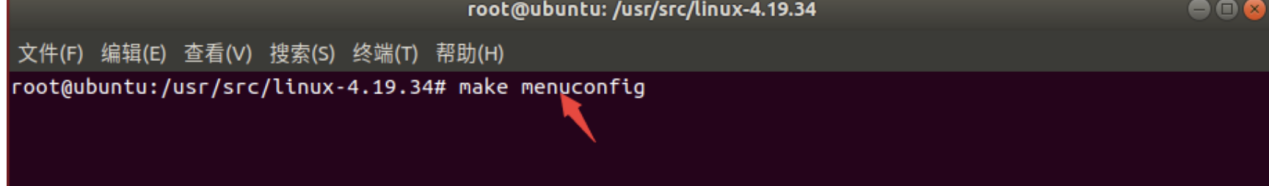 root@ubuntu: /usr/src/linux-4.19.34
文件(F) 编辑(E) 查看(V) 搜索(S) 终端(T) 帮助(H)
root@ubuntu:/usr/src/linux-4.19.34# make menuconfig